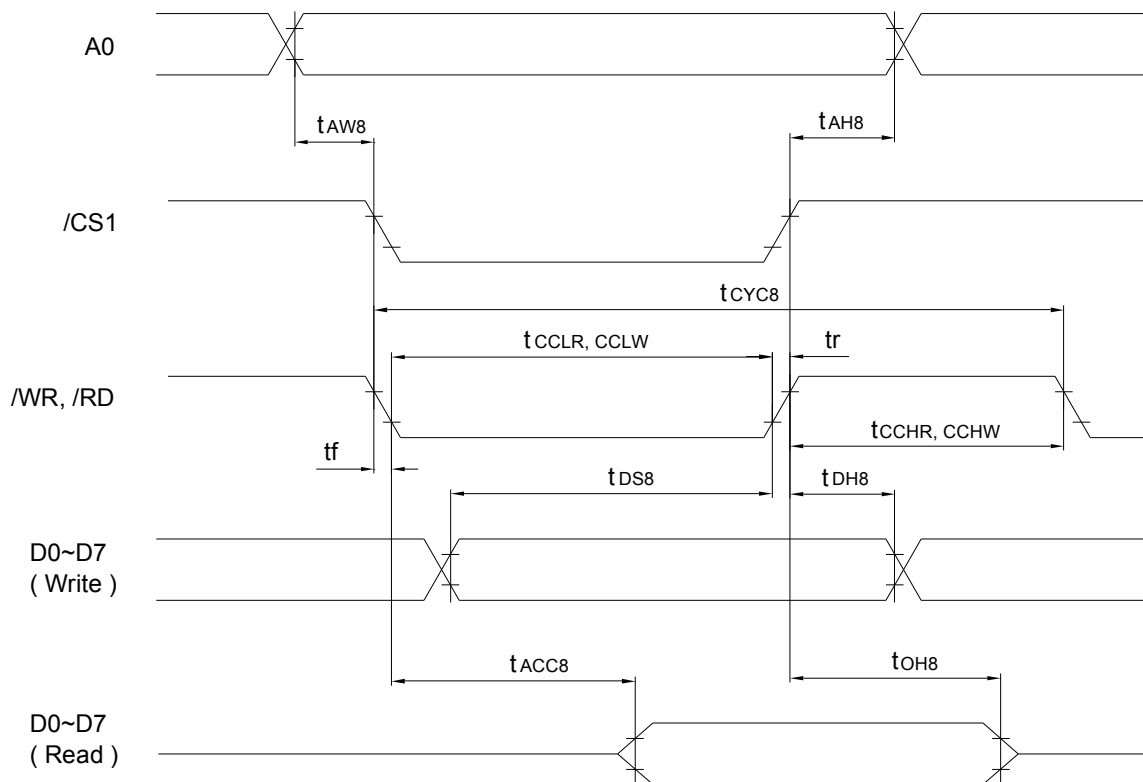 A0
tAW8
tAH8
/CS1
tCYC8
tCCLR, CCLW
tr
/WR, /RD
tCCHR, CCHW
tf
tDS8
tDH8
D0~D7
( Write )
tACC8
tOH8
D0~D7
( Read )